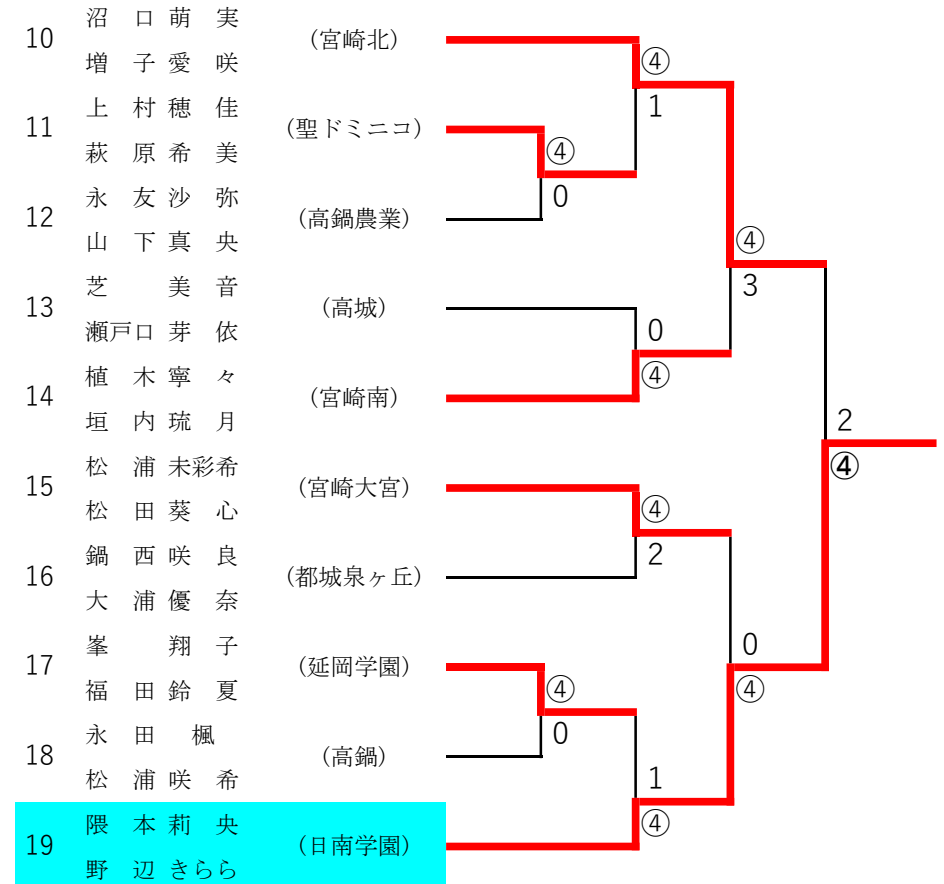 沼 口 萌 実
10 (宮崎北)
増 子 愛 咲
④
1
上 村 穂 佳
11 (聖ドミニコ)
萩 原 希 美
④
0
永 友 沙 弥
12 (高鍋農業)
山 下 真 央
④
3
芝 美 音
13 (高城)
瀬戸口 芽 依
0
④
植 木 寧 々
14 (宮崎南)
垣 内 琉 月
2
④
松 浦 未彩希
15 (宮崎大宮)
松 田 葵 心
④
2
鍋 西 咲 良
16 (都城泉ヶ丘)
大 浦 優 奈
0
④
峯 翔 子
17 (延岡学園)
福 田 鈴 夏
④
0
永 田 楓
18 (高鍋)
松 浦 咲 希
1
④
隈 本 莉 央
19 (日南学園)
野 辺 きらら